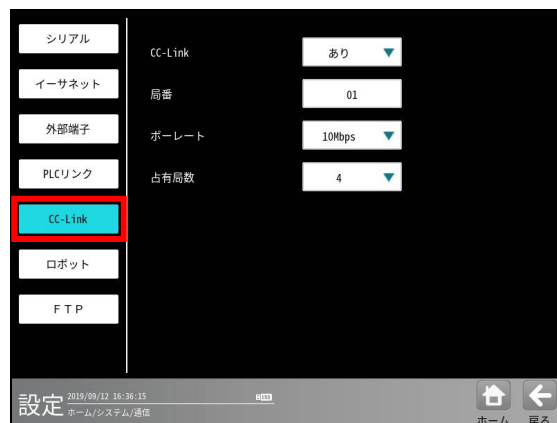 シリアル
イーサネット
外部端子
PLCリンク
CC-Link
ロボット
ＦＴＰ
CC-Link あり
局番 01
ボーレート 10Mbps
占有局数 4
設定
2019/09/12 16:36:15
ホーム/システム/通信
ホーム
戻る